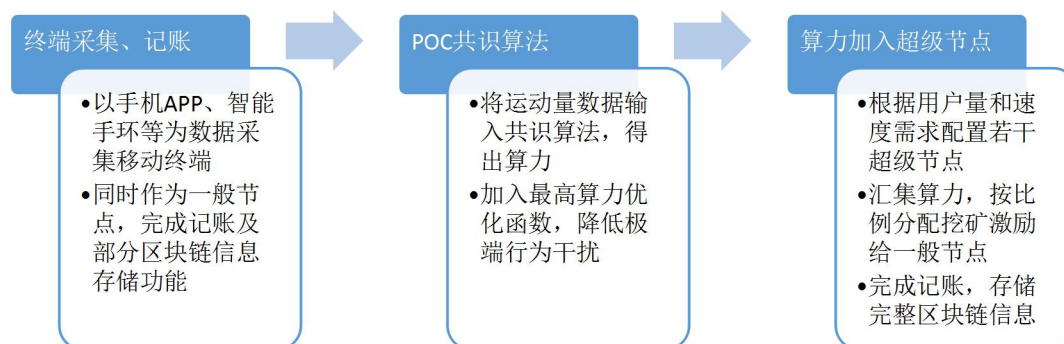 终端采集、记账
•以手机APP、智能
手环等为数据采
集移动终端
•同时作为一般节
点，完成记账及
部分区块链信息
存储功能
POC共识算法
•将运动量数据输
入共识算法，得
出算力
•加入最高算力优
化函数，降低极
端行为干扰
算力加入超级节点
•根据用户量和速
度需求配置若干
超级节点
•汇集算力，按比
例分配挖矿激励
给一般节点
•完成记账，存储
完整区块链信息